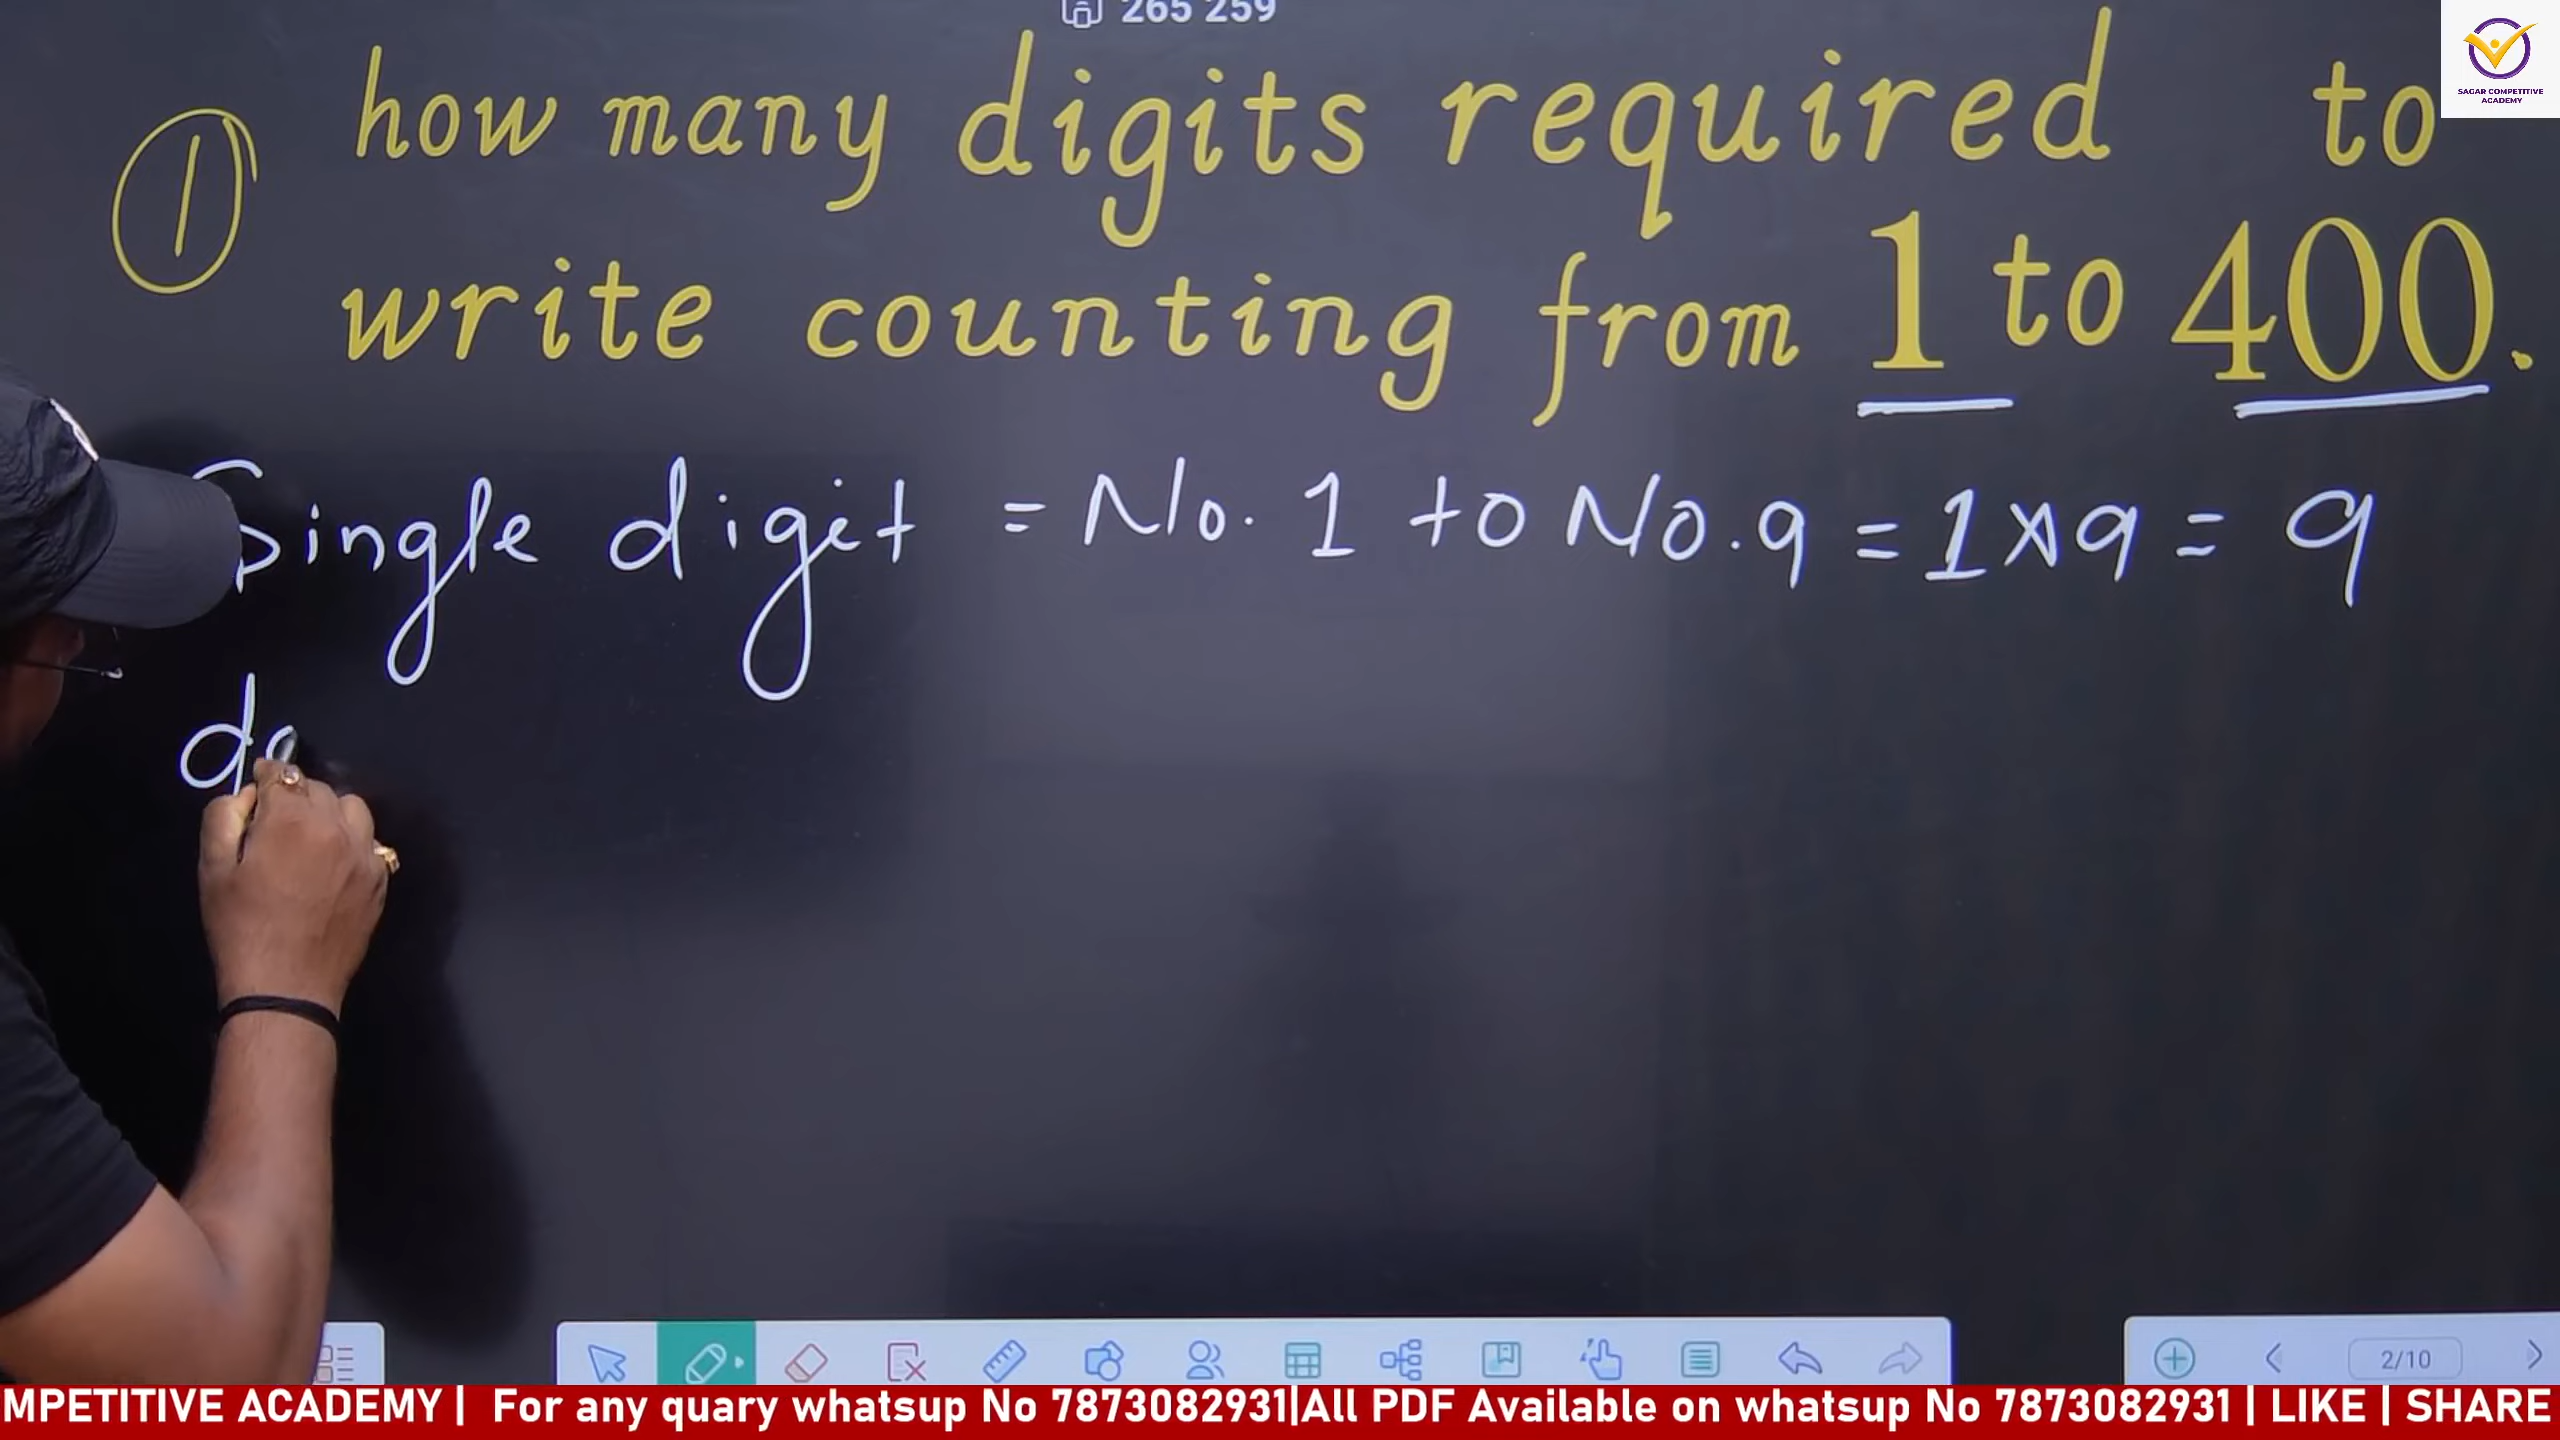 265 259
SAGAR COMPETITIVE
ACADEMY
1 how many digits required to
write counting from 1 to 400.
Single digit = No. 1 to No. 9 = 1 × 9 = 9
do
2/10
MPETITIVE ACADEMY | For any quary whatsup No 7873082931|All PDF Available on whatsup No 7873082931 | LIKE | SHARE